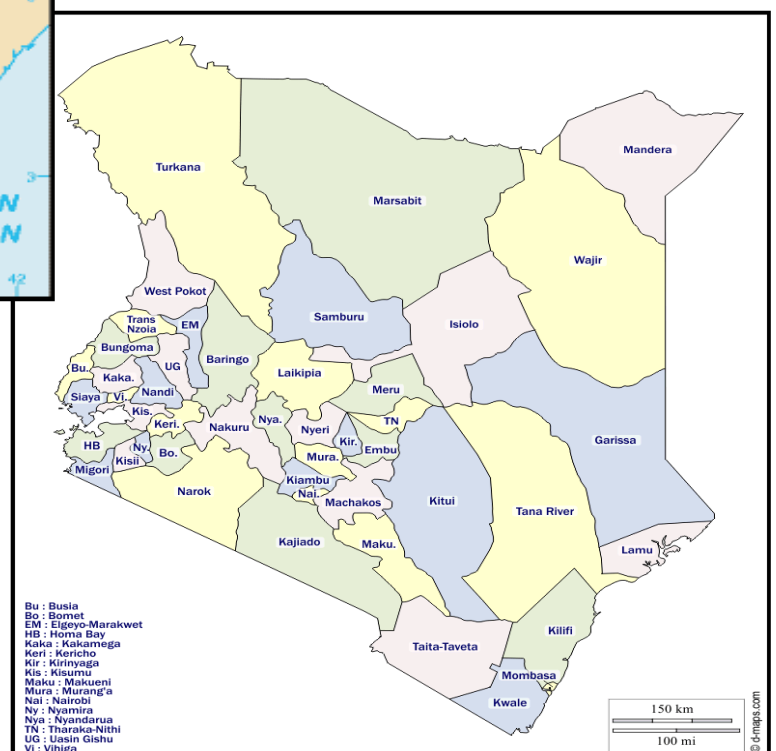 3
N
N
42
Mandera
Turkana
Marsabit
Wajir
West Pokot
Samburu
Isiolo
Trans
Nzoia
EM
Bungoma
Baringo
Bu.
UG
Kaka.
Laikipia
Nandi
Meru
Siaya
Vi.
Kis.
Keri.
Nakuru
Nya.
Nyeri
TN
Kir.
Garissa
HB
Ny.
Bo.
Embu
Mura.
Migori
Kisii
Kiambu
Narok
Nai.
Machakos
Kitui
Tana River
Kajiado
Maku.
Lamu
Kilifi
Taita-Taveta
Mombasa
Kwale
Bu : Busia
Bo : Bomet
EM : Elgeyo-Marakwet
HB : Homa Bay
Kaka : Kakamega
Keri : Kericho
Kir : Kirinyaga
Kis : Kisumu
Maku : Makueni
Mura : Murang'a
Nai : Nairobi
Ny : Nyamira
Nya : Nyandarua
TN : Tharaka-Nithi
UG : Uasin Gishu
Vi : Vihiga
150 km
100 mi
© d-maps.com